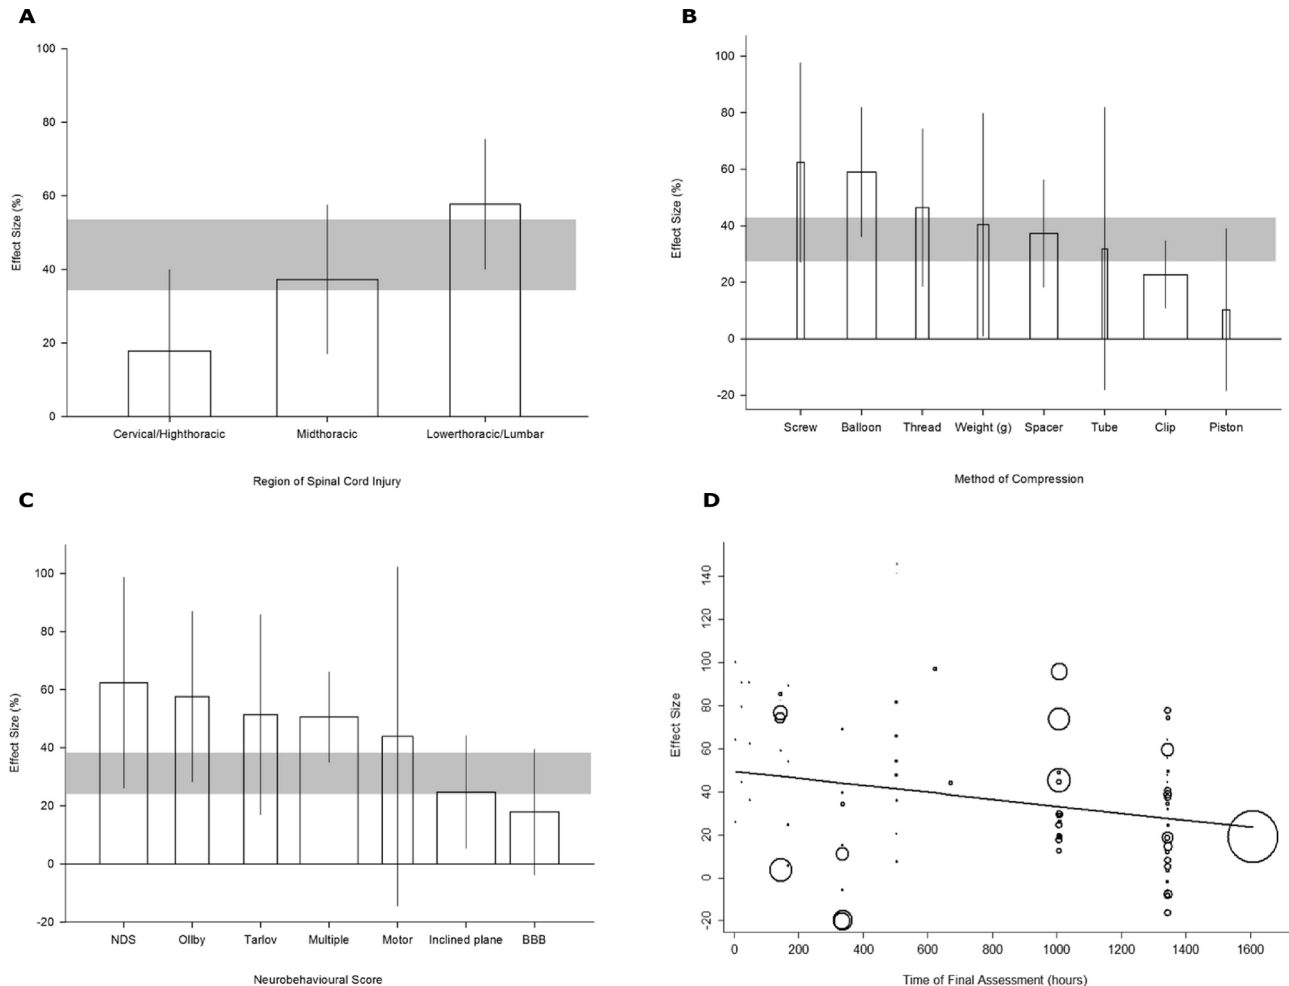 A
100
80
60
40
20
0
Effect Size (%)
Cervical/Highthoracic Midthoracic Lowerthoracic/Lumbar
Region of Spinal Cord Injury
B
100
80
60
40
20
0
-20
Effect Size (%)
Screw Balloon Thread Weight (g) Spacer Tube Clip Piston
Method of Compression
C
100
80
60
40
20
0
-20
Effect Size (%)
NDS Ollby Tarlov Multiple Motor Inclined plane BBB
Neurobehavioural Score
D
140
120
100
80
60
40
20
0
-20
Effect Size
0 200 400 600 800 1000 1200 1400 1600
Time of Final Assessment (hours)